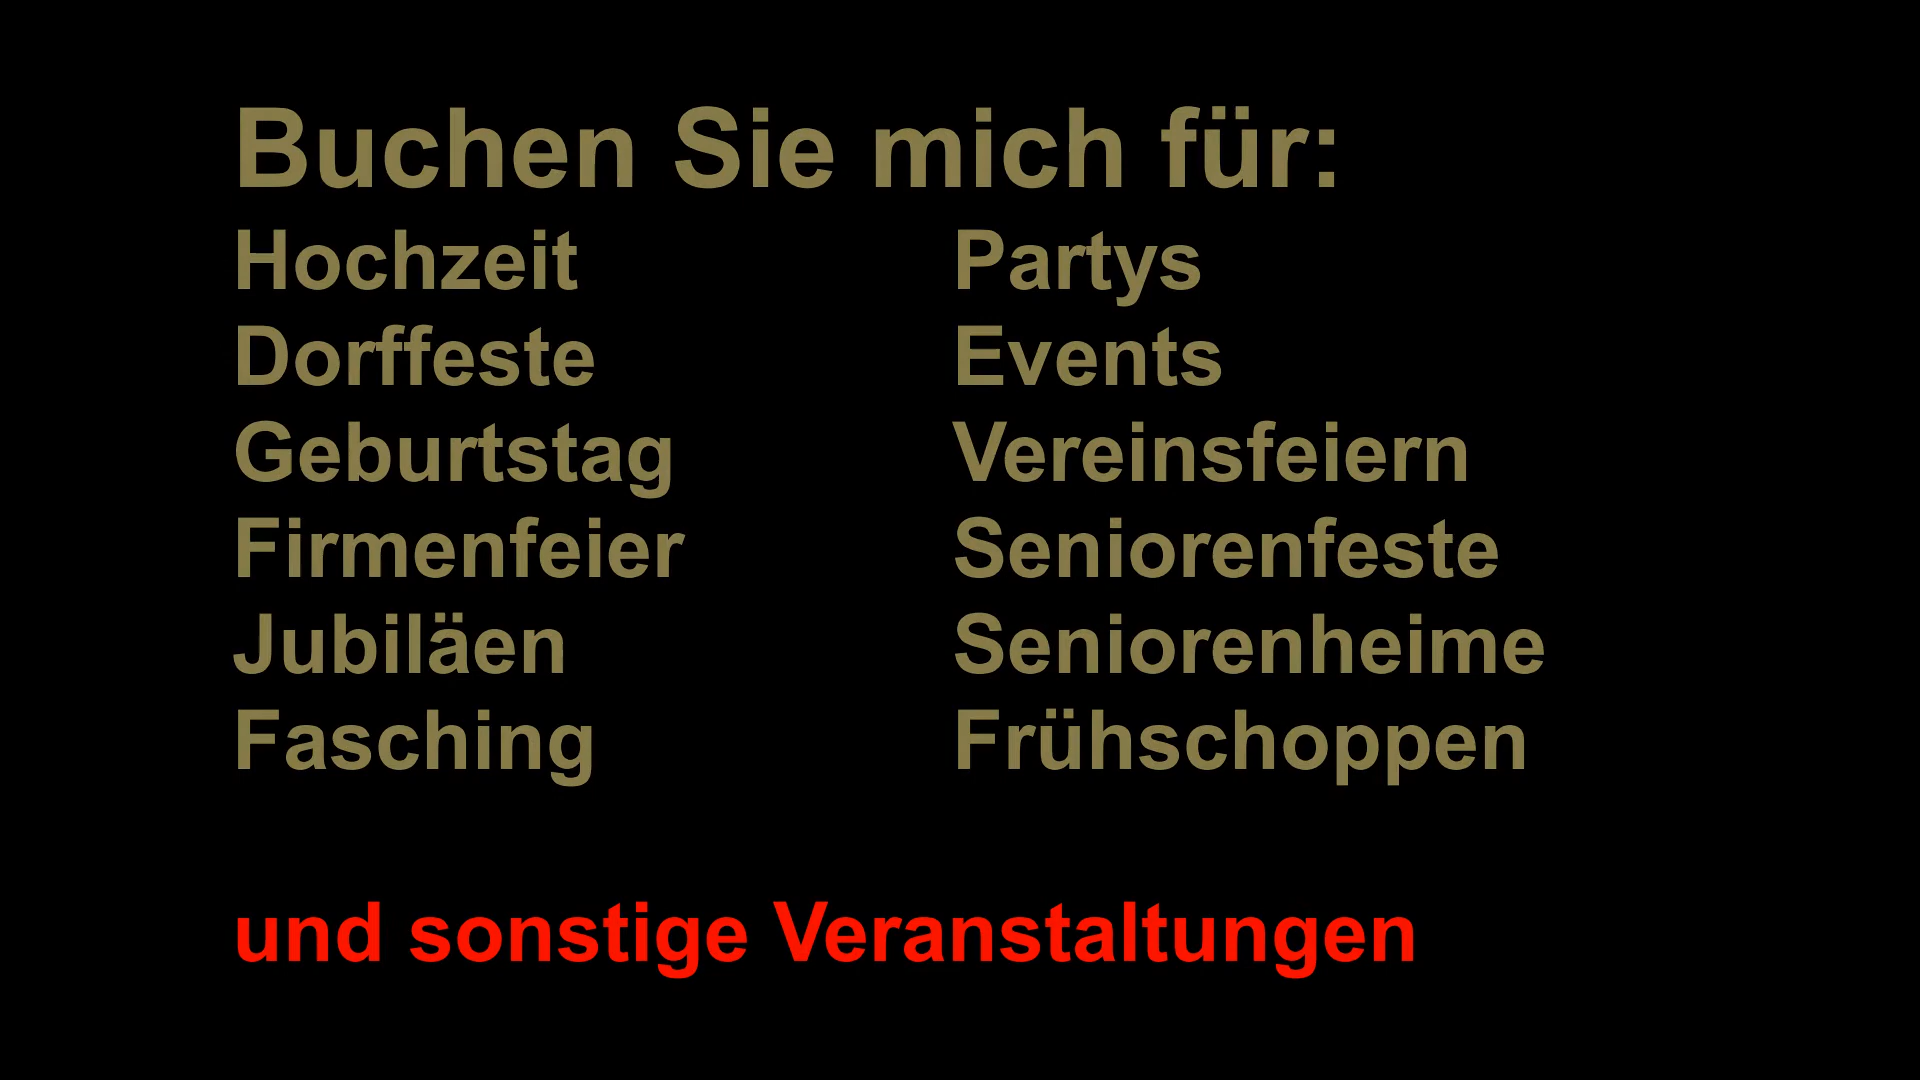 Buchen Sie mich für:
Hochzeit Partys
Dorffeste Events
Geburtstag Vereinsfeiern
Firmenfeier Seniorenfeste
Jubiläen Seniorenheime
Fasching Frühschoppen
und sonstige Veranstaltungen